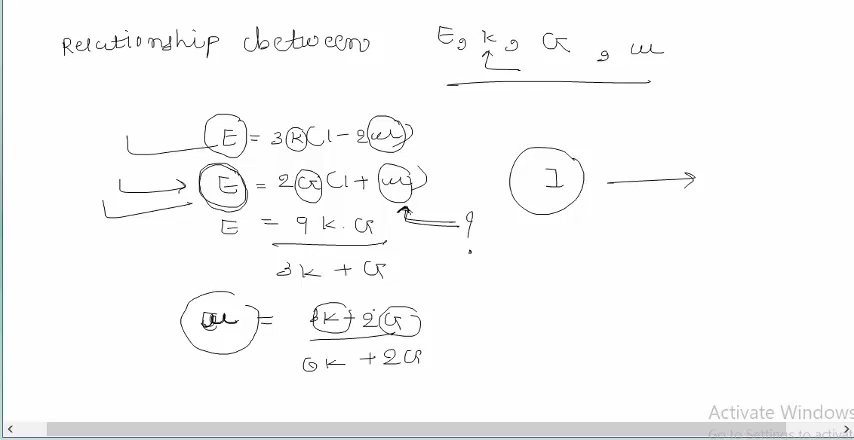 Relationship between E, K, G, μ
E = 3K(1-2μ)
E = 2G(1+μ)
1
E = 9K.G
?
3K + G
μ = 3K-2G
6K + 2G
Activate Windows